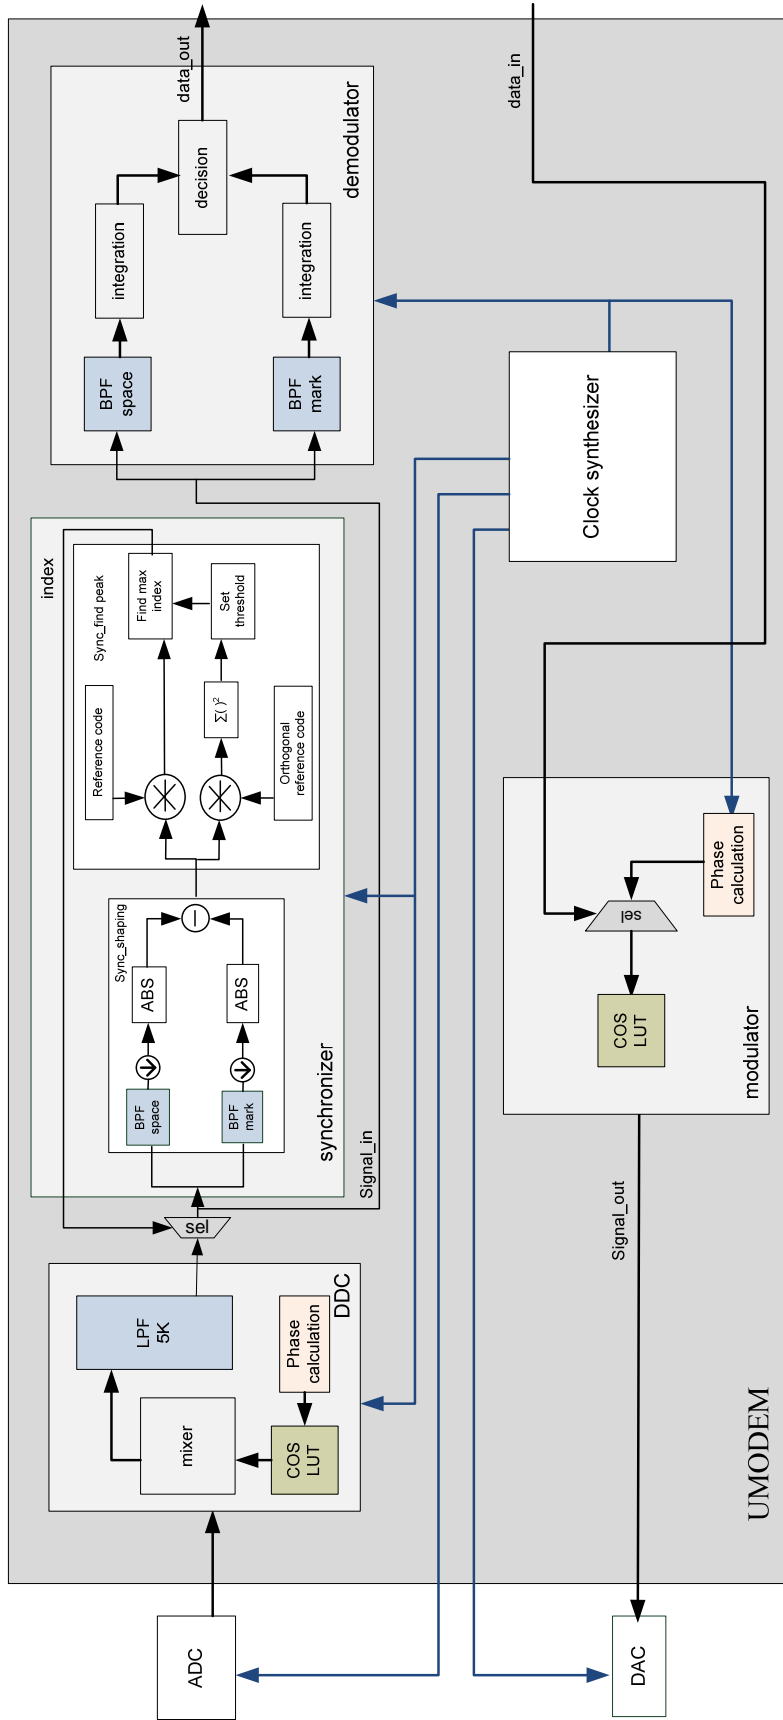 ADC
mixer
COS
LUT
Phase
calculation
LPF
5K
DDC
sel
index
Signal_in
BPF
space
BPF
mark
ABS
ABS
Sync_shaping
synchronizer
Reference code
Orthogonal
reference code
Σ( )²
Set
threshold
Find max
index
Sync_find peak
BPF
space
BPF
mark
integration
integration
decision
demodulator
data_out
DAC
Signal_out
COS
LUT
sel
Phase
calculation
modulator
Clock synthesizer
data_in
UMODEM